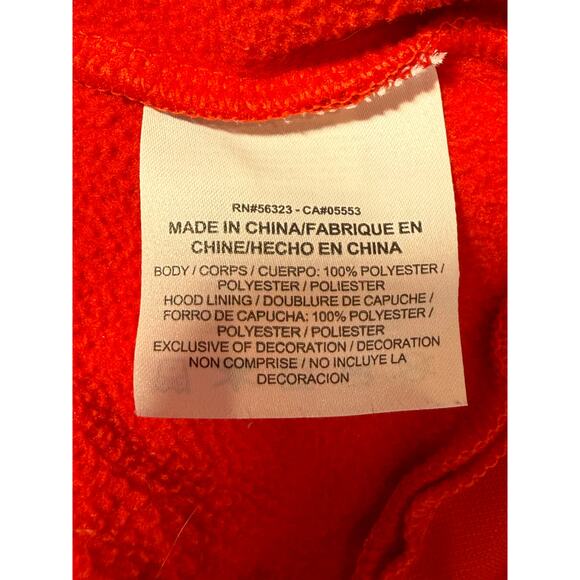 RN#56323 - CA#05553
MADE IN CHINA/FABRIQUE EN
CHINE/HECHO EN CHINA
BODY / CORPS / CUERPO: 100% POLYESTER /
POLYESTER / POLIESTER
HOOD LINING / DOUBLURE DE CAPUCHE /
FORRO DE CAPUCHA: 100% POLYESTER /
POLYESTER / POLIESTER
EXCLUSIVE OF DECORATION / DECORATION
NON COMPRISE / NO INCLUYE LA
DECORACION